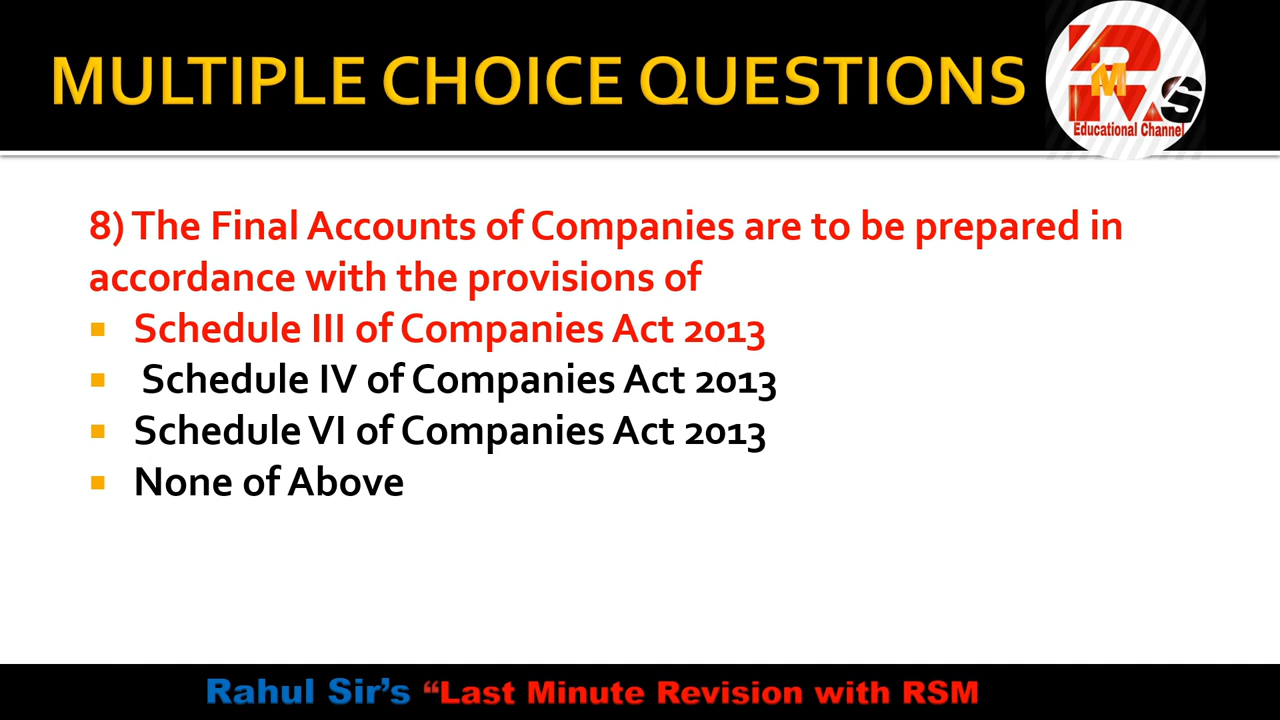 MULTIPLE CHOICE QUESTIONS
RMS
Educational Channel
8) The Final Accounts of Companies are to be prepared in
accordance with the provisions of
Schedule III of Companies Act 2013
Schedule IV of Companies Act 2013
Schedule VI of Companies Act 2013
None of Above
Rahul Sir's "Last Minute Revision with RSM